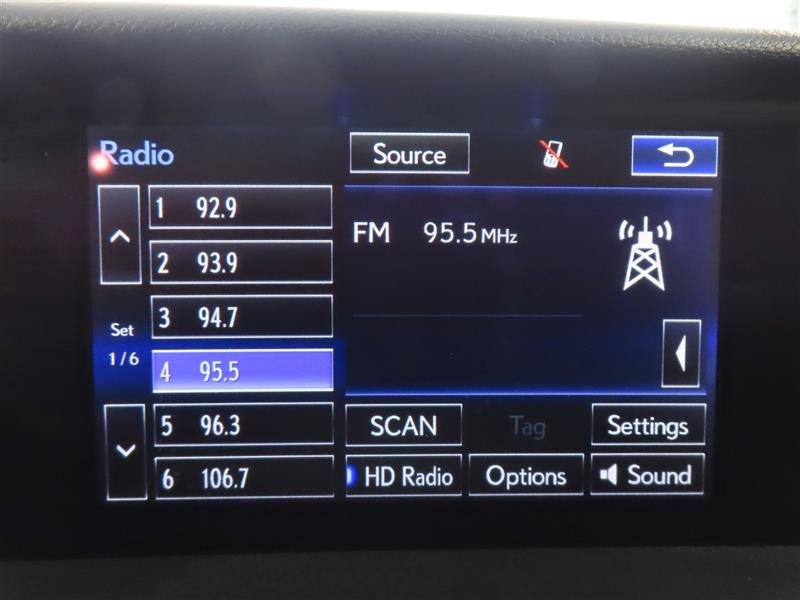 Radio
Source
1 92.9
2 93.9
3 94.7
4 95.5
5 96.3
6 106.7
Set
1/6
FM 95.5 MHz
SCAN
Tag
Settings
HD Radio
Options
Sound